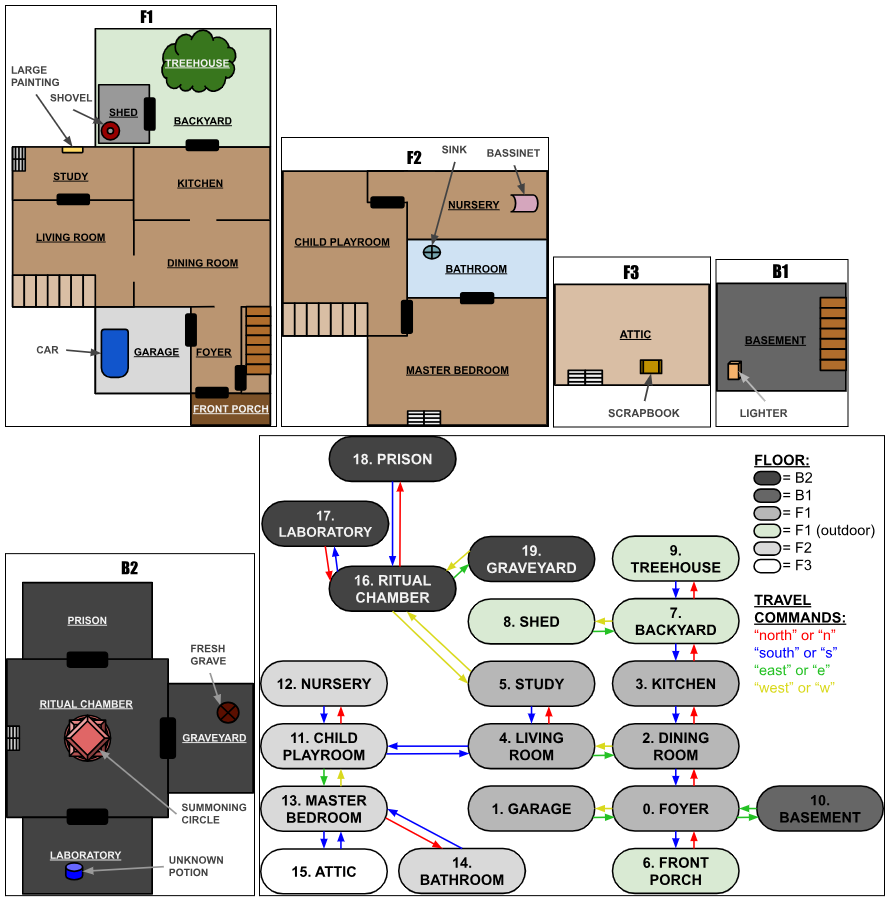 F1
TREEHOUSE
LARGE
PAINTING
SHOVEL
SHED
BACKYARD
STUDY
KITCHEN
LIVING ROOM
DINING ROOM
CAR
GARAGE
FOYER
FRONT PORCH
F2
SINK
BASSINET
NURSERY
CHILD PLAYROOM
BATHROOM
MASTER BEDROOM
F3
ATTIC
SCRAPBOOK
B1
BASEMENT
LIGHTER
B2
PRISON
FRESH
GRAVE
RITUAL CHAMBER
GRAVEYARD
SUMMONING
CIRCLE
LABORATORY
UNKNOWN
POTION
18. PRISON
17.
LABORATORY
16. RITUAL
CHAMBER
19.
GRAVEYARD
9.
TREEHOUSE
8. SHED
7.
BACKYARD
12. NURSERY
5. STUDY
3. KITCHEN
11. CHILD
PLAYROOM
4. LIVING
ROOM
2. DINING
ROOM
13. MASTER
BEDROOM
1. GARAGE
0. FOYER
10.
BASEMENT
15. ATTIC
14.
BATHROOM
6. FRONT
PORCH
FLOOR:
= B2
= B1
= F1
= F1 (outdoor)
= F2
= F3
TRAVEL
COMMANDS:
“north” or “n”
“south” or “s”
“east” or “e”
“west” or “w”